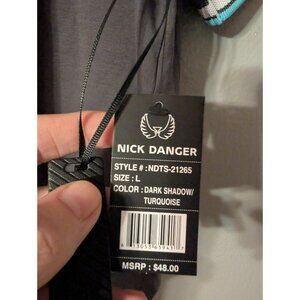 NICK DANGER
STYLE # : NDTS-21265
SIZE : L
COLOR : DARK SHADOW/
TURQUOISE
MSRP : $48.00